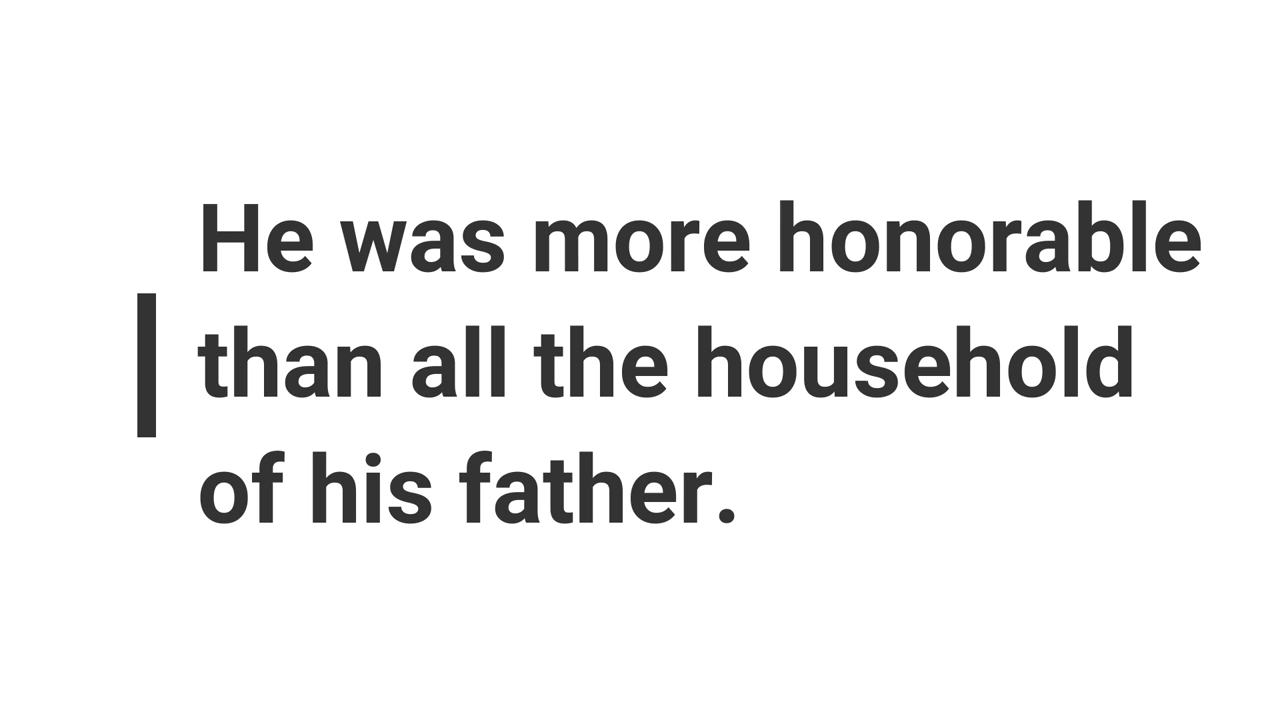 He was more honorable
than all the household
of his father.